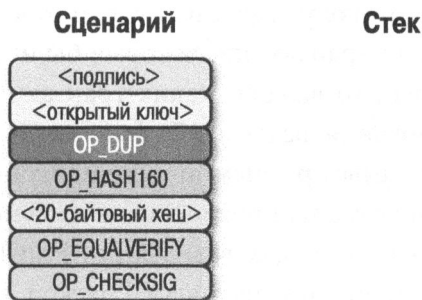 Сценарий Стек
<подпись>
<открытый ключ>
OP_DUP
OP_HASH160
<20-байтовый хеш>
OP_EQUALVERIFY
OP_CHECKSIG